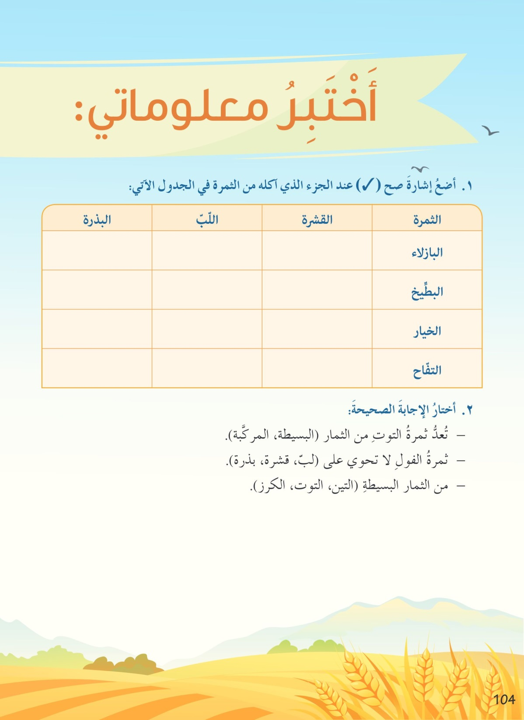 أَخْتَبِرُ معلوماتي:
١. أضعُ إشارةَ صح (✓) عند الجزء الذي آكله من الثمرة في الجدول الآتي:
الثمرة القشرة اللّبّ البذرة
البازلاء
البطّيخ
الخيار
التفّاح
٢. أختارُ الإجابةَ الصحيحةَ:
– تُعدُّ ثمرةُ التوتِ من الثمار (البسيطة، المركَّبة).
– ثمرةُ الفولِ لا تحوي على (لبّ، قشرة، بذرة).
– من الثمار البسيطةِ (التين، التوت، الكرز).
104